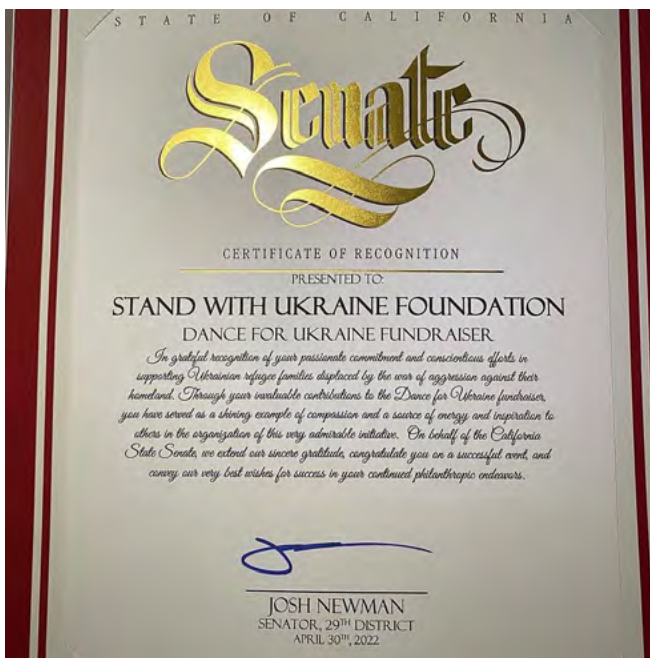 STATE OF CALIFORNIA
Senate
CERTIFICATE OF RECOGNITION
PRESENTED TO:
STAND WITH UKRAINE FOUNDATION
DANCE FOR UKRAINE FUNDRAISER
In grateful recognition of your passionate commitment and conscientious efforts in
supporting Ukrainian refugee families displaced by the war of aggression against their
homeland. Through your invaluable contributions to the Dance for Ukraine fundraiser,
you have served as a shining example of compassion and a source of energy and inspiration to
others in the organization of this very admirable initiative. On behalf of the California
State Senate, we extend our sincere gratitude, congratulate you on a successful event, and
convey our very best wishes for success in your continued philanthropic endeavors.
JOSH NEWMAN
SENATOR, 29TH DISTRICT
APRIL 30TH, 2022